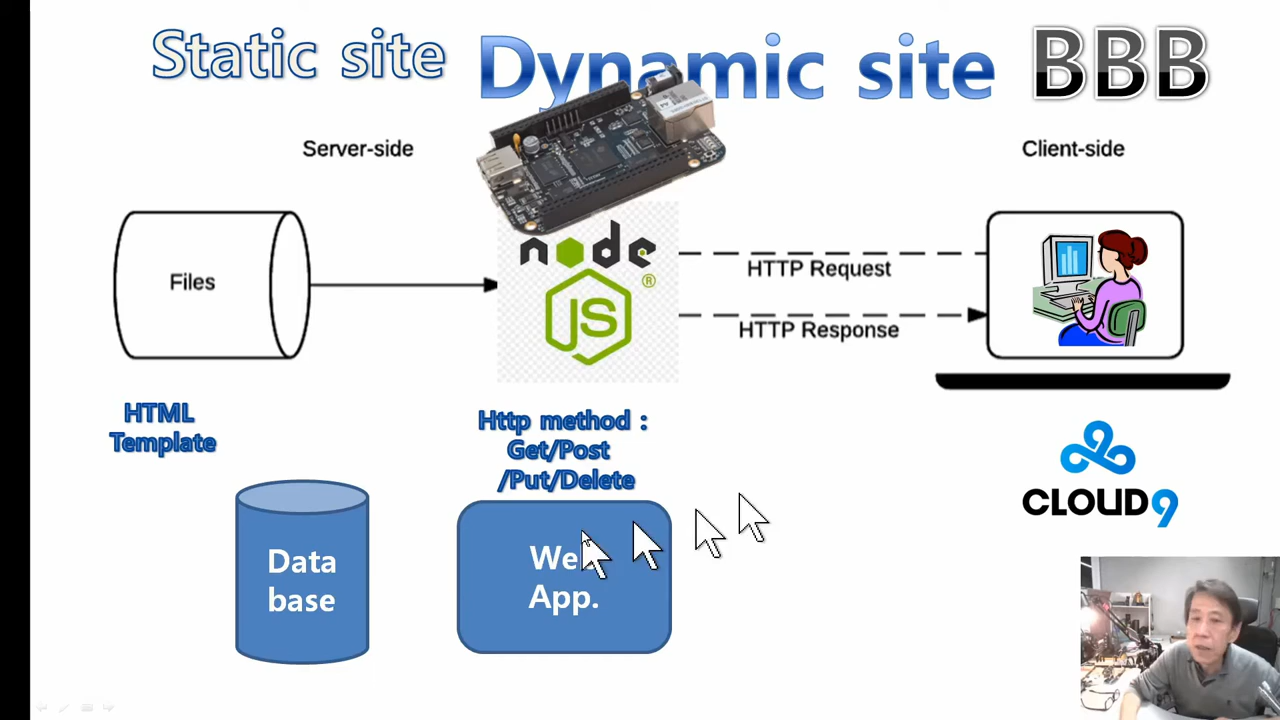 Static site
Dynamic site
BBB
Server-side
Client-side
Files
node
JS
®
HTTP Request
HTTP Response
HTML
Template
Http method :
Get/Post
/Put/Delete
CLOUD9
Data
base
Web
App.